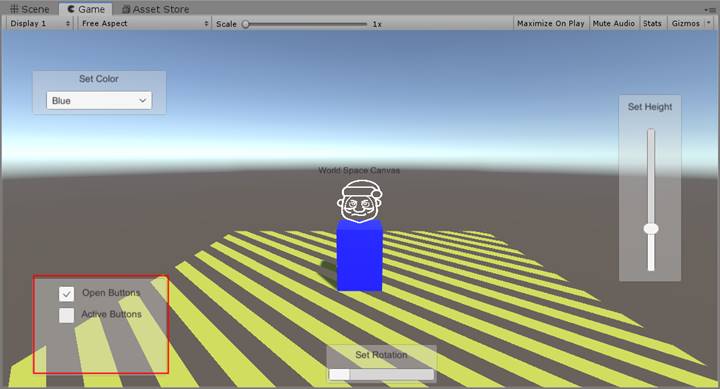 Scene Game Asset Store
Display 1 Free Aspect Scale 1x Maximize On Play Mute Audio Stats Gizmos
Set Color
Blue
Set Height
World Space Canvas
Open Buttons
Active Buttons
Set Rotation